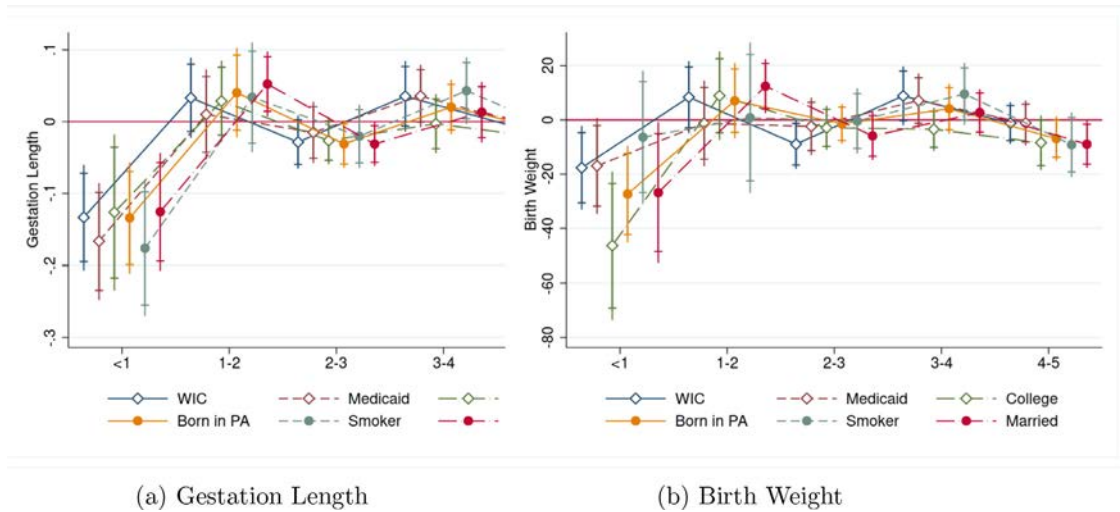 .1
0
-.1
-.2
-.3
Gestation Length
<1 1-2 2-3 3-4
WIC Medicaid
Born in PA Smoker
20
0
-20
-40
-60
-80
Birth Weight
<1 1-2 2-3 3-4 4-5
WIC Medicaid College
Born in PA Smoker Married
(a) Gestation Length
(b) Birth Weight